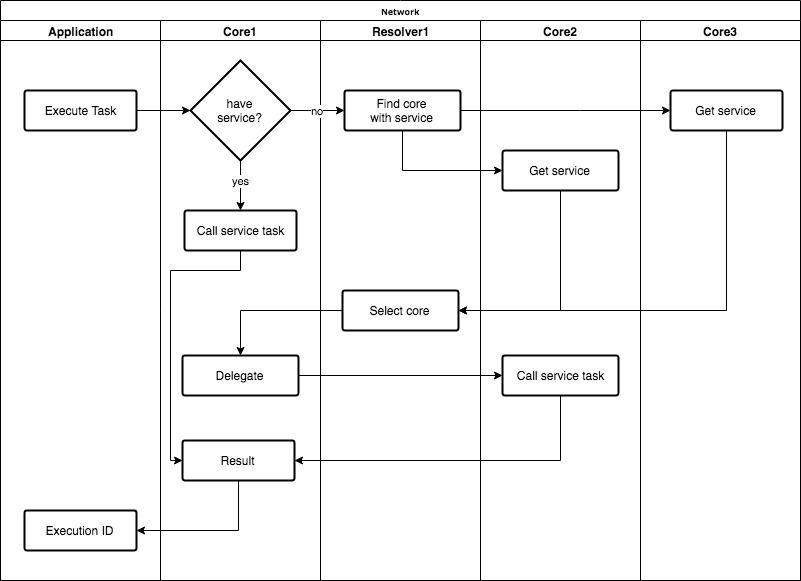 Network
Application
Core1
Resolver1
Core2
Core3
Execute Task
have
service?
no
Find core
with service
Get service
Get service
yes
Call service task
Select core
Delegate
Call service task
Result
Execution ID